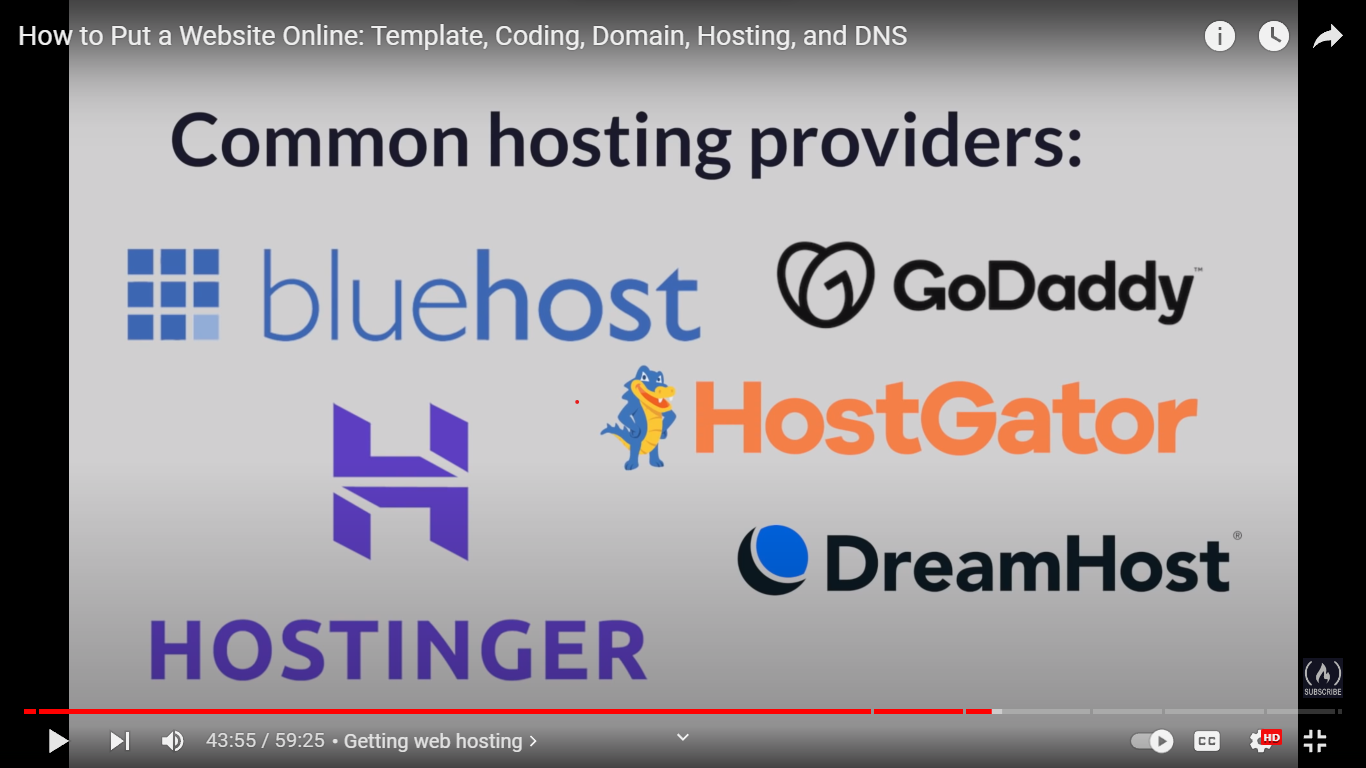 How to Put a Website Online: Template, Coding, Domain, Hosting, and DNS
Common hosting providers:
bluehost
GoDaddy™
HostGator
DreamHost®
HOSTINGER
SUBSCRIBE
43:55 / 59:25 • Getting web hosting
CC
HD